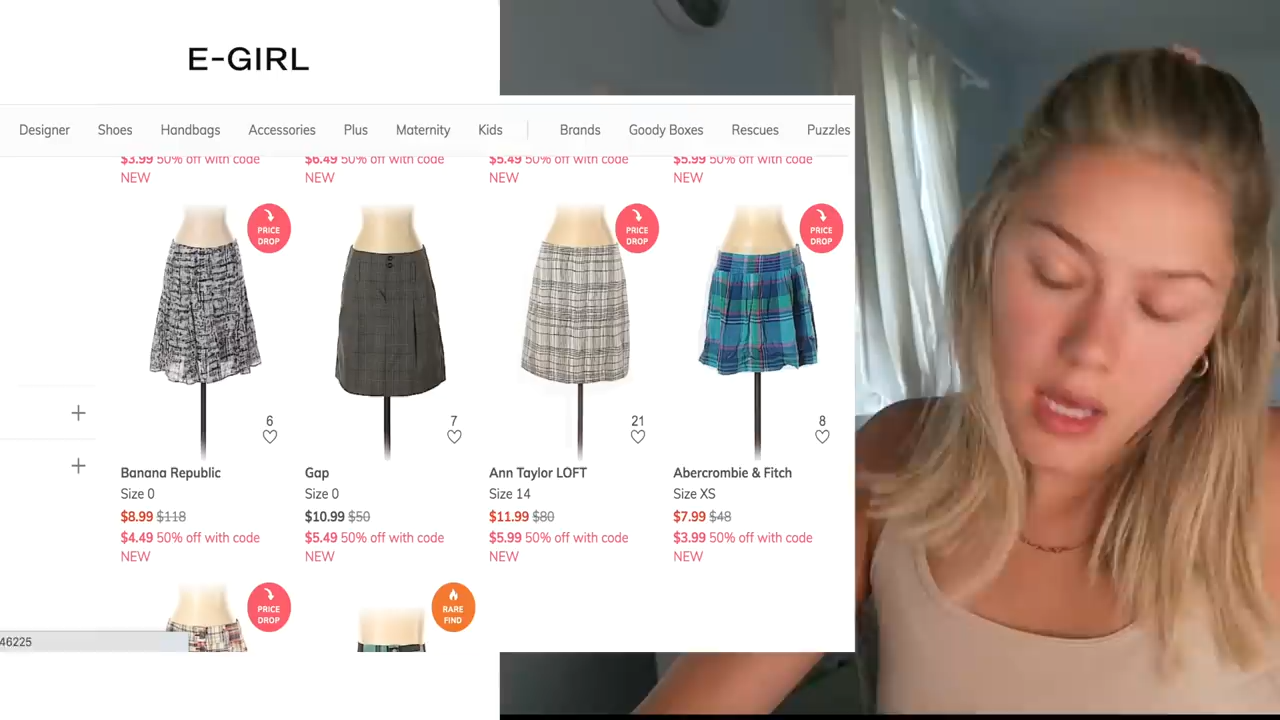 E-GIRL
Designer Shoes Handbags Accessories Plus Maternity Kids Brands Goody Boxes Rescues Puzzles
$3.99 50% off with code NEW
$6.49 50% off with code NEW
$5.49 50% off with code NEW
$5.99 50% off with code NEW
PRICE DROP
PRICE DROP
PRICE DROP
6
7
21
8
Banana Republic
Size 0
$8.99 $118
$4.49 50% off with code
NEW
Gap
Size 0
$10.99 $50
$5.49 50% off with code
NEW
Ann Taylor LOFT
Size 14
$11.99 $80
$5.99 50% off with code
NEW
Abercrombie & Fitch
Size XS
$7.99 $48
$3.99 50% off with code
NEW
PRICE DROP
RARE FIND
46225